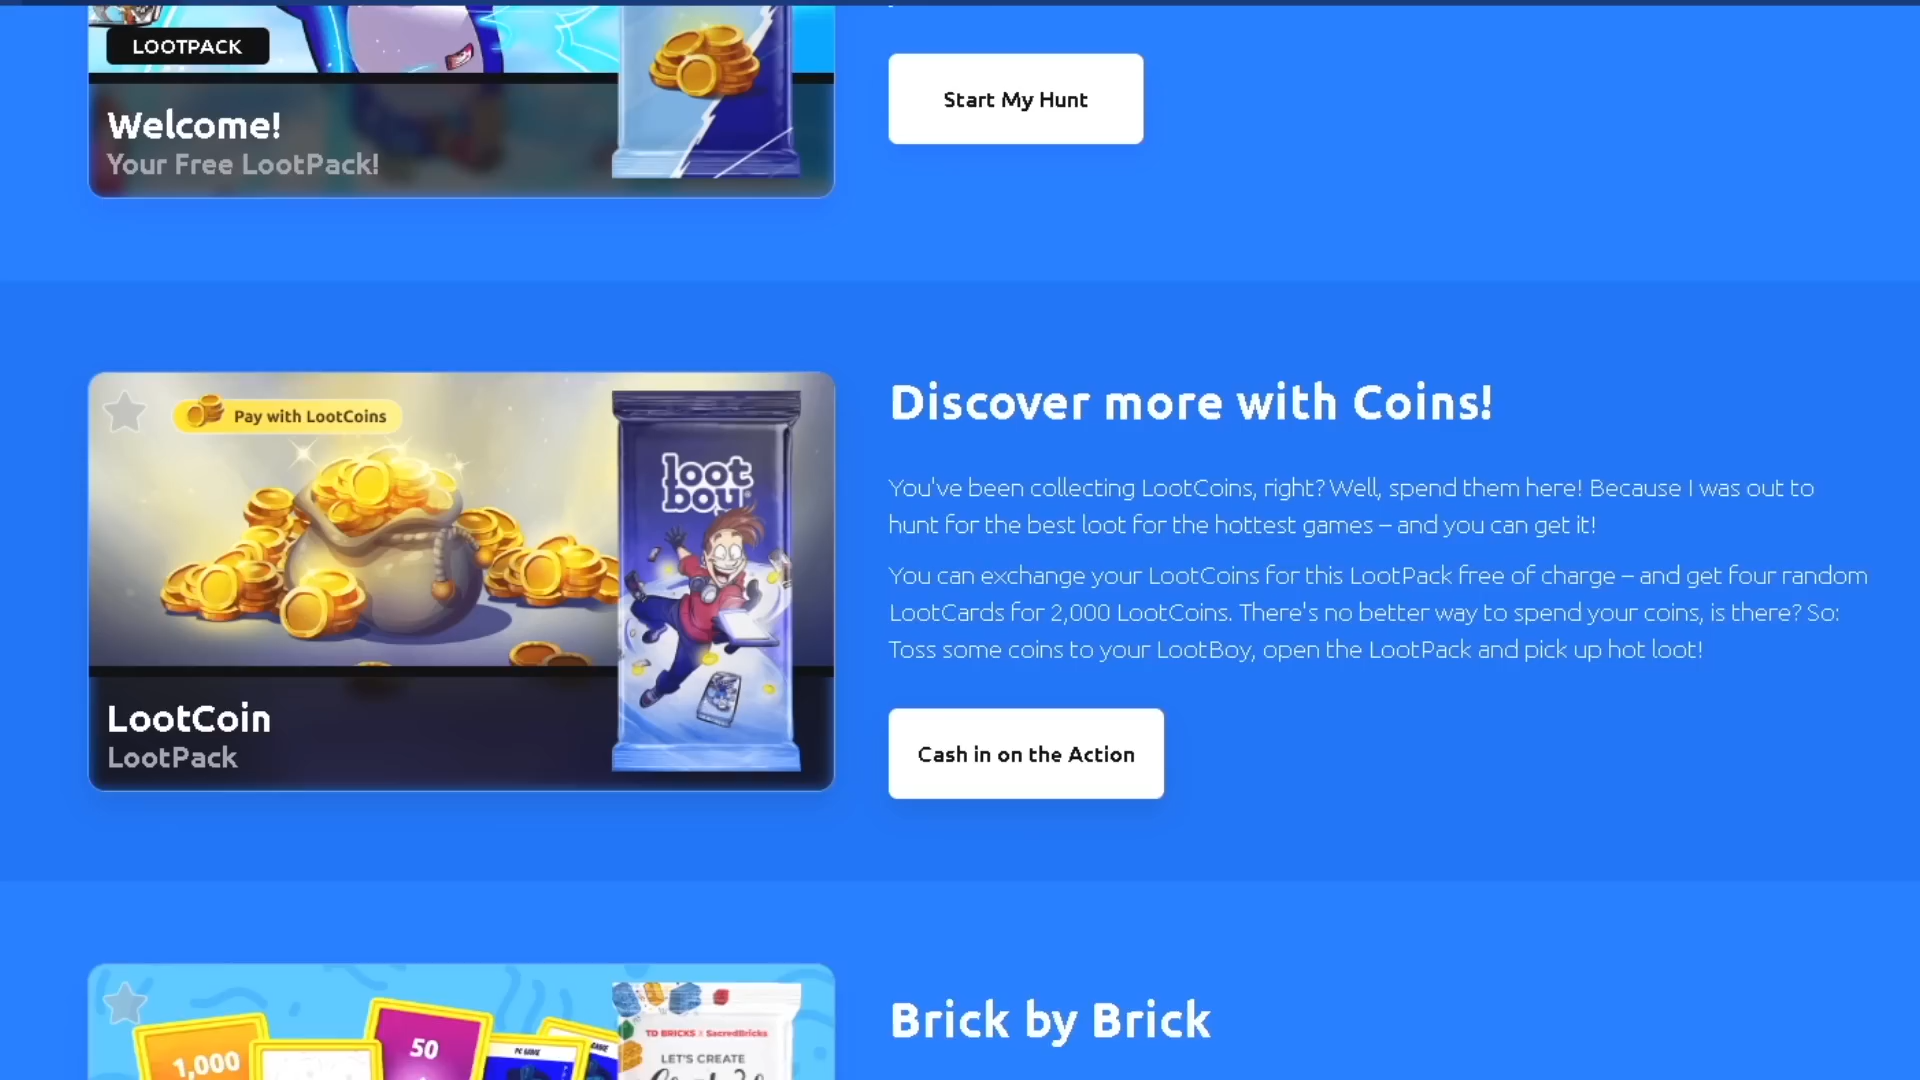 LOOTPACK
Welcome!
Your Free LootPack!
Start My Hunt
Pay with LootCoins
loot
boy
LootCoin
LootPack
Discover more with Coins!
You've been collecting LootCoins, right? Well, spend them here! Because I was out to
hunt for the best loot for the hottest games – and you can get it!
You can exchange your LootCoins for this LootPack free of charge – and get four random
LootCards for 2,000 LootCoins. There's no better way to spend your coins, is there? So:
Toss some coins to your LootBoy, open the LootPack and pick up hot loot!
Cash in on the Action
1,000
50
PC GAME
TD BRICKS X SacredBricks
LET'S CREATE
Brick by Brick